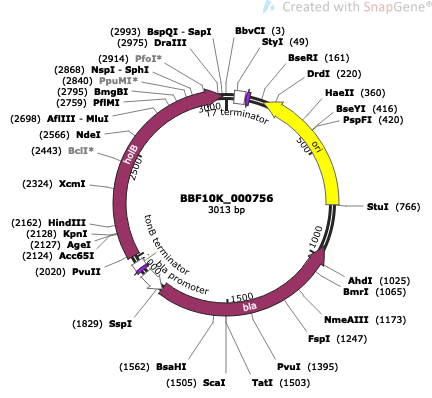 Created with SnapGene®
(2993) BspQI - SapI
(2975) DraIII
(2914) PfoI*
(2868) NspI - SphI
(2840) PpuMI*
(2795) BmgBI
(2759) PflMI
(2698) AflIII - MluI
(2566) NdeI
(2443) BclI*
(2324) XcmI
(2162) HindIII
(2128) KpnI
(2127) AgeI
(2124) Acc65I
(2020) PvuII
(1829) SspI
(1562) BsaHI
(1505) ScaI
BbvCI (3)
StyI (49)
BseRI (161)
DrdI (220)
HaeII (360)
BseYI (416)
PspFI (420)
StuI (766)
AhdI (1025)
BmrI (1065)
NmeAIII (1173)
FspI (1247)
PvuI (1395)
TatI (1503)
3000
T7 terminator
500
ori
1000
1500
bla
bla promoter
tonB terminator
2500
holB
BBF10K_000756
3013 bp